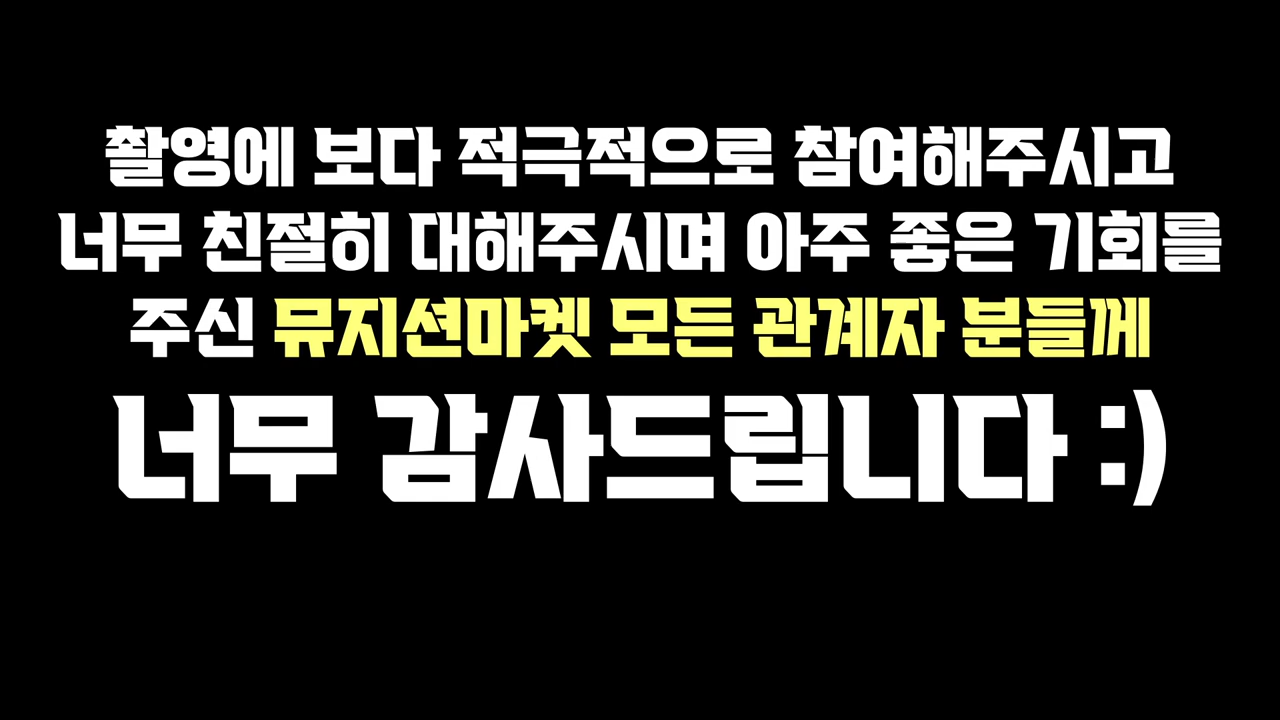 촬영에 보다 적극적으로 참여해주시고
너무 친절히 대해주시며 아주 좋은 기회를
주신 뮤지션마켓 모든 관계자 분들께
너무 감사드립니다 :)